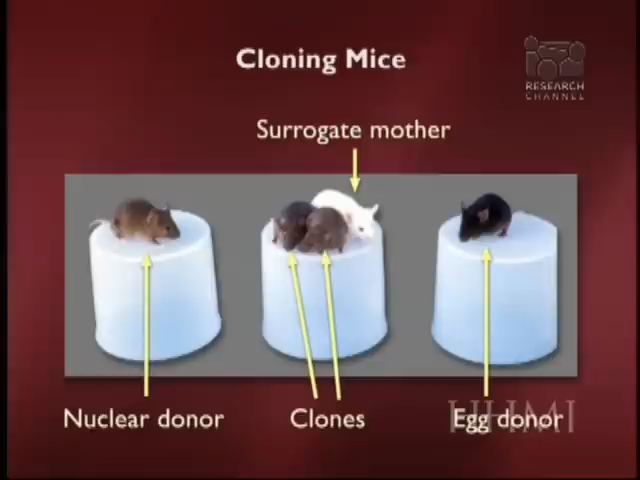 Cloning Mice
RESEARCH
CHANNEL
Surrogate mother
Nuclear donor
Clones
Egg donor
HHMI